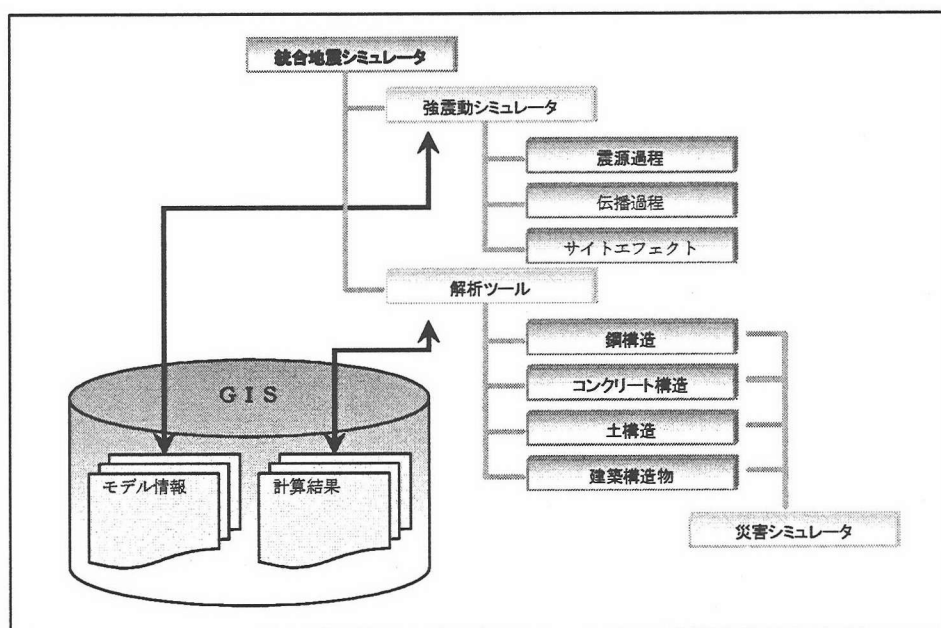 統合地震シミュレータ
強震動シミュレータ
震源過程
伝播過程
サイトエフェクト
解析ツール
鋼構造
コンクリート構造
土構造
建築構造物
災害シミュレータ
GIS
モデル情報
計算結果